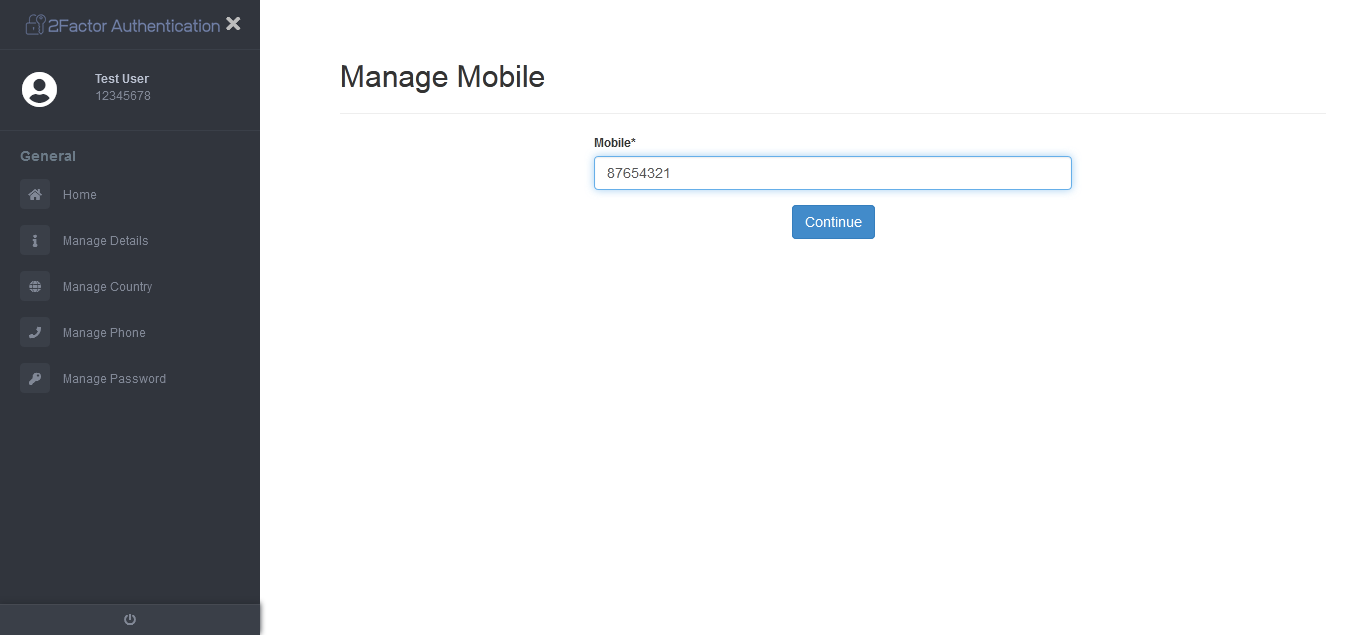 2Factor Authentication
Test User
12345678
General
Home
Manage Details
Manage Country
Manage Phone
Manage Password
Manage Mobile
Mobile*
87654321
Continue